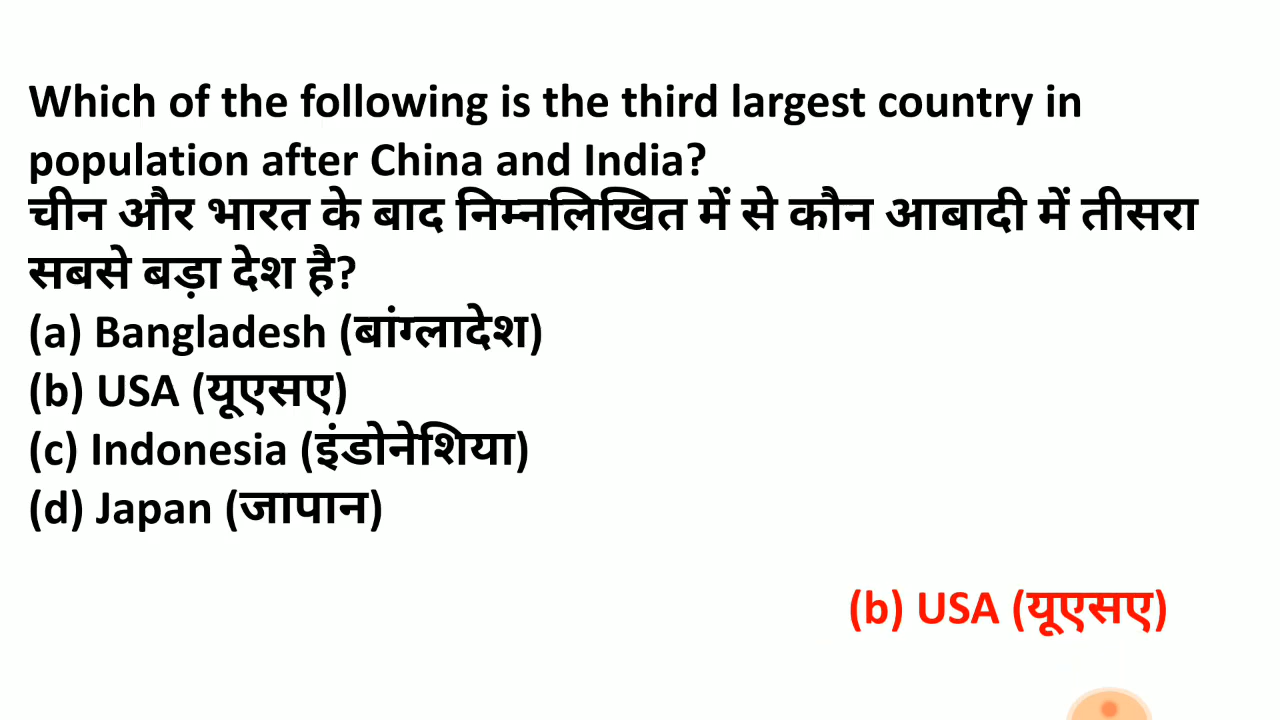 Which of the following is the third largest country in
population after China and India?
चीन और भारत के बाद निम्नलिखित में से कौन आबादी में तीसरा
सबसे बड़ा देश है?
(a) Bangladesh (बांग्लादेश)
(b) USA (यूएसए)
(c) Indonesia (इंडोनेशिया)
(d) Japan (जापान)
(b) USA (यूएसए)